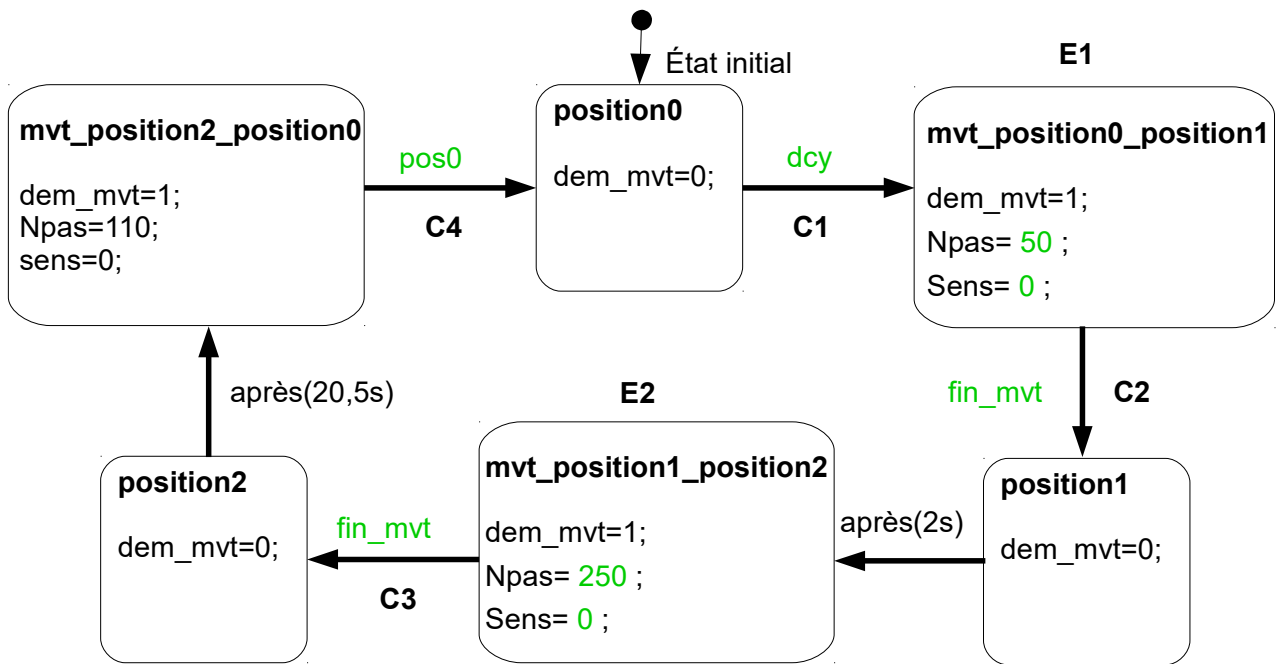 État initial
E1
mvt_position2_position0
dem_mvt=1;
Npas=110;
sens=0;
pos0
C4
position0
dem_mvt=0;
dcy
C1
mvt_position0_position1
dem_mvt=1;
Npas= 50 ;
Sens= 0 ;
après(20,5s)
E2
fin_mvt
C2
position2
dem_mvt=0;
fin_mvt
C3
mvt_position1_position2
dem_mvt=1;
Npas= 250 ;
Sens= 0 ;
après(2s)
position1
dem_mvt=0;